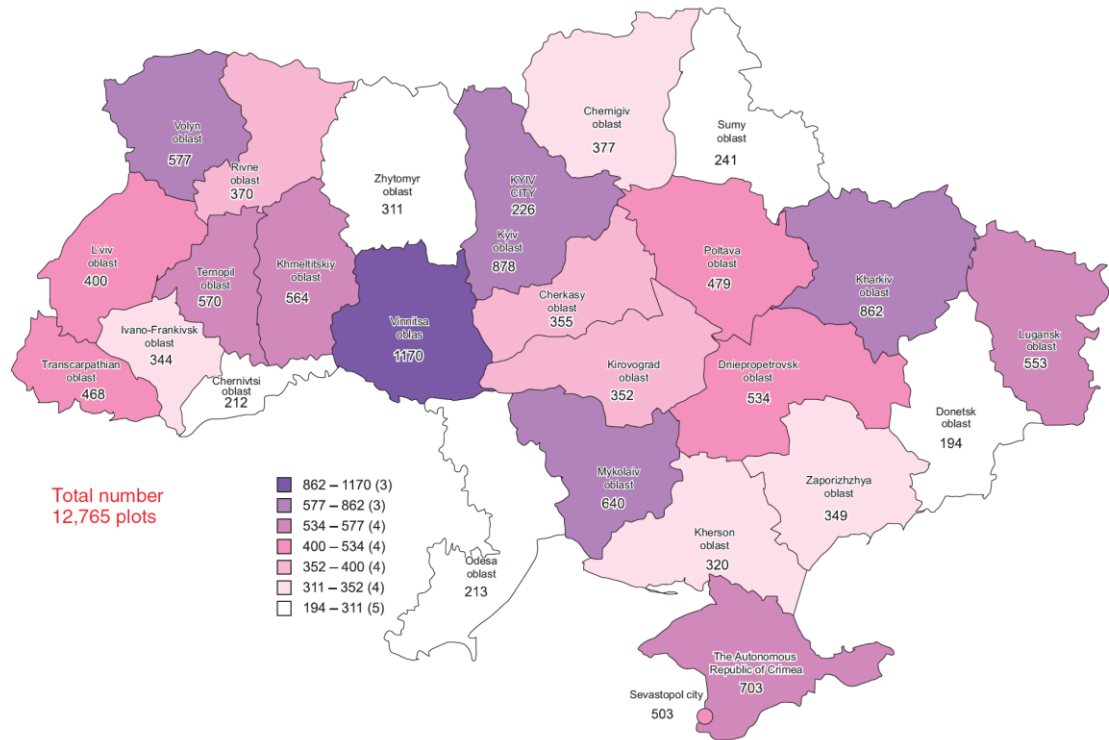 Chernigiv
oblast
377
Sumy
oblast
241
Volyn
oblast
577
Rivne
oblast
370
Zhytomyr
oblast
311
KYIV
CITY
226
Kyiv
oblast
878
L'viv
oblast
400
Ternopil
oblast
570
Khmeltitskiy
oblast
564
Poltava
oblast
479
Kharkiv
oblast
862
Cherkasy
oblast
355
Lugansk
oblast
553
Ivano-Frankivsk
oblast
344
Vinnitsa
oblas
1170
Transcarpathian
oblast
468
Chernivtsi
oblast
212
Kirovograd
oblast
352
Dniepropetrovsk
oblast
534
Donetsk
oblast
194
Mykolaiv
oblast
640
Zaporizhzhya
oblast
349
Kherson
oblast
320
Odesa
oblast
213
The Autonomous
Republic of Crimea
703
Sevastopol city
503
Total number
12,765 plots
862 – 1170 (3)
577 – 862 (3)
534 – 577 (4)
400 – 534 (4)
352 – 400 (4)
311 – 352 (4)
194 – 311 (5)